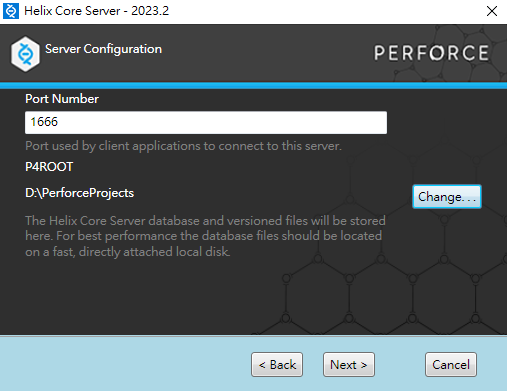 Helix Core Server - 2023.2
Server Configuration
PERFORCE
Port Number
1666
Port used by client applications to connect to this server.
P4ROOT
D:\PerforceProjects
Change...
The Helix Core Server database and versioned files will be stored
here. For best performance the database files should be located
on a fast, directly attached local disk.
< Back
Next >
Cancel